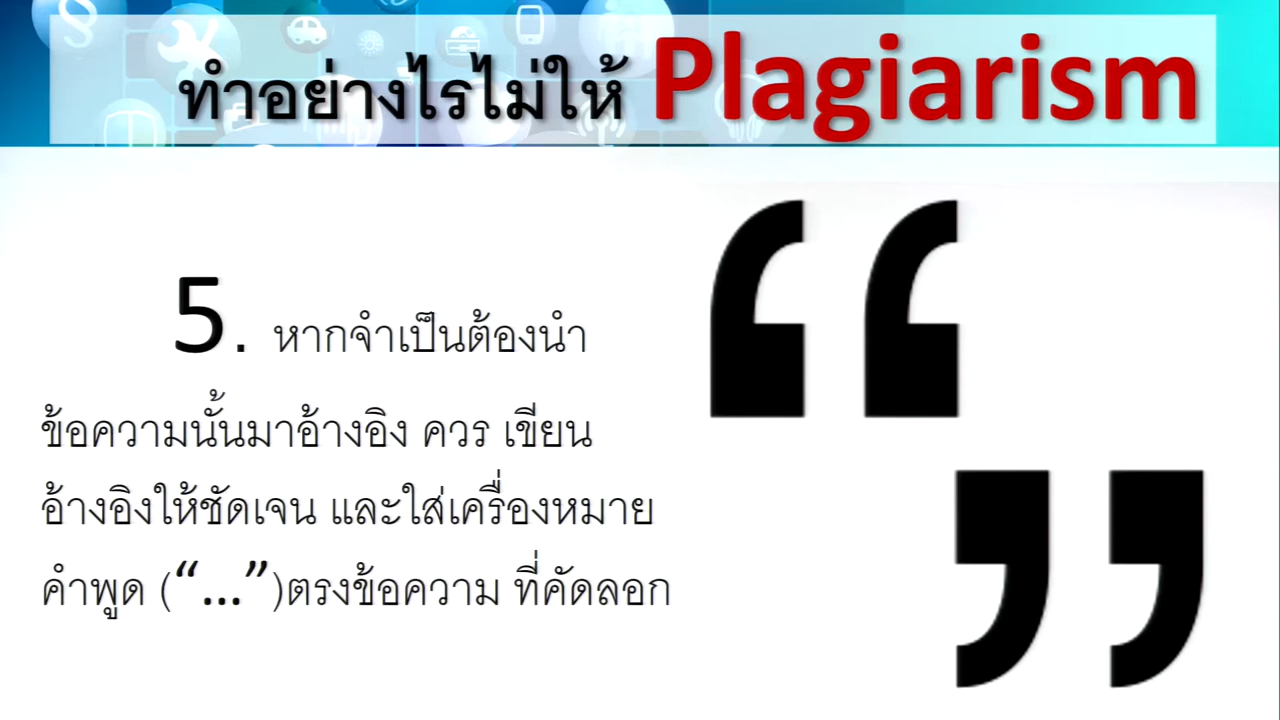 ทำอย่างไรไม่ให้ Plagiarism
5. หากจำเป็นต้องนำ
ข้อความนั้นมาอ้างอิง ควร เขียน
อ้างอิงให้ชัดเจน และใส่เครื่องหมาย
คำพูด (“...”)ตรงข้อความ ที่คัดลอก
“
”